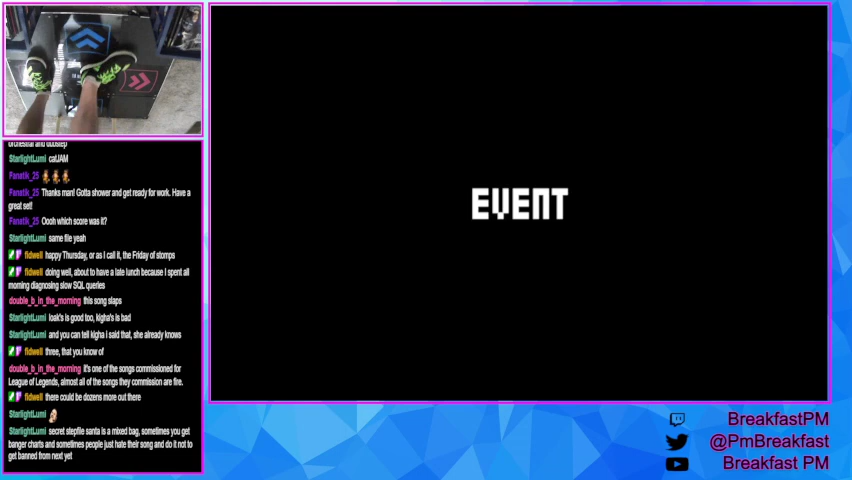 orchestral and dubstep
StarlightLumi catJAM
Fanatik_25
Fanatik_25 Thanks man! Gotta shower and get ready for work. Have a
great set!
Fanatik_25 Oooh which score was it?
StarlightLumi same file yeah
fidwell happy Thursday, or as I call it, the Friday of stomps
fidwell doing well, about to have a late lunch because I spent all
morning diagnosing slow SQL queries
double_b_in_the_morning this song slaps
StarlightLumi loak's is good too, kigha's is bad
StarlightLumi and you can tell kigha I said that, she already knows
fidwell three, that you know of
double_b_in_the_morning it's one of the songs commissioned for
League of Legends, almost all of the songs they commission are fire.
fidwell there could be dozens more out there
StarlightLumi
StarlightLumi secret stepfile santa is a mixed bag, sometimes you get
banger charts and sometimes people just hate their song and do it not to
get banned from next yet
EVENT
BreakfastPM
@PmBreakfast
Breakfast PM